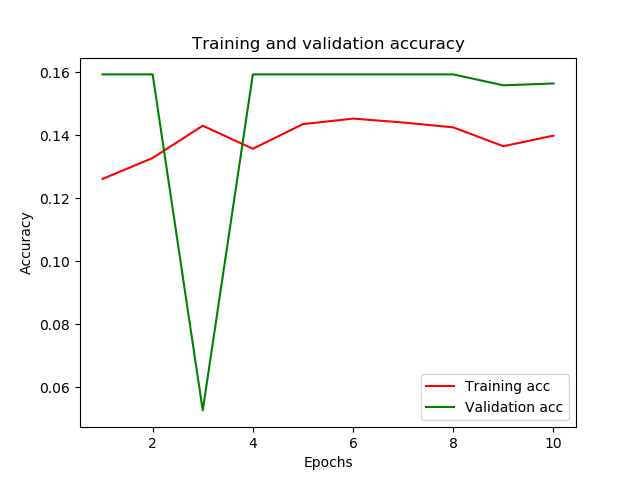 Training and validation accuracy
0.16
0.14
0.12
0.10
0.08
0.06
Accuracy
2 4 6 8 10
Epochs
Training acc
Validation acc